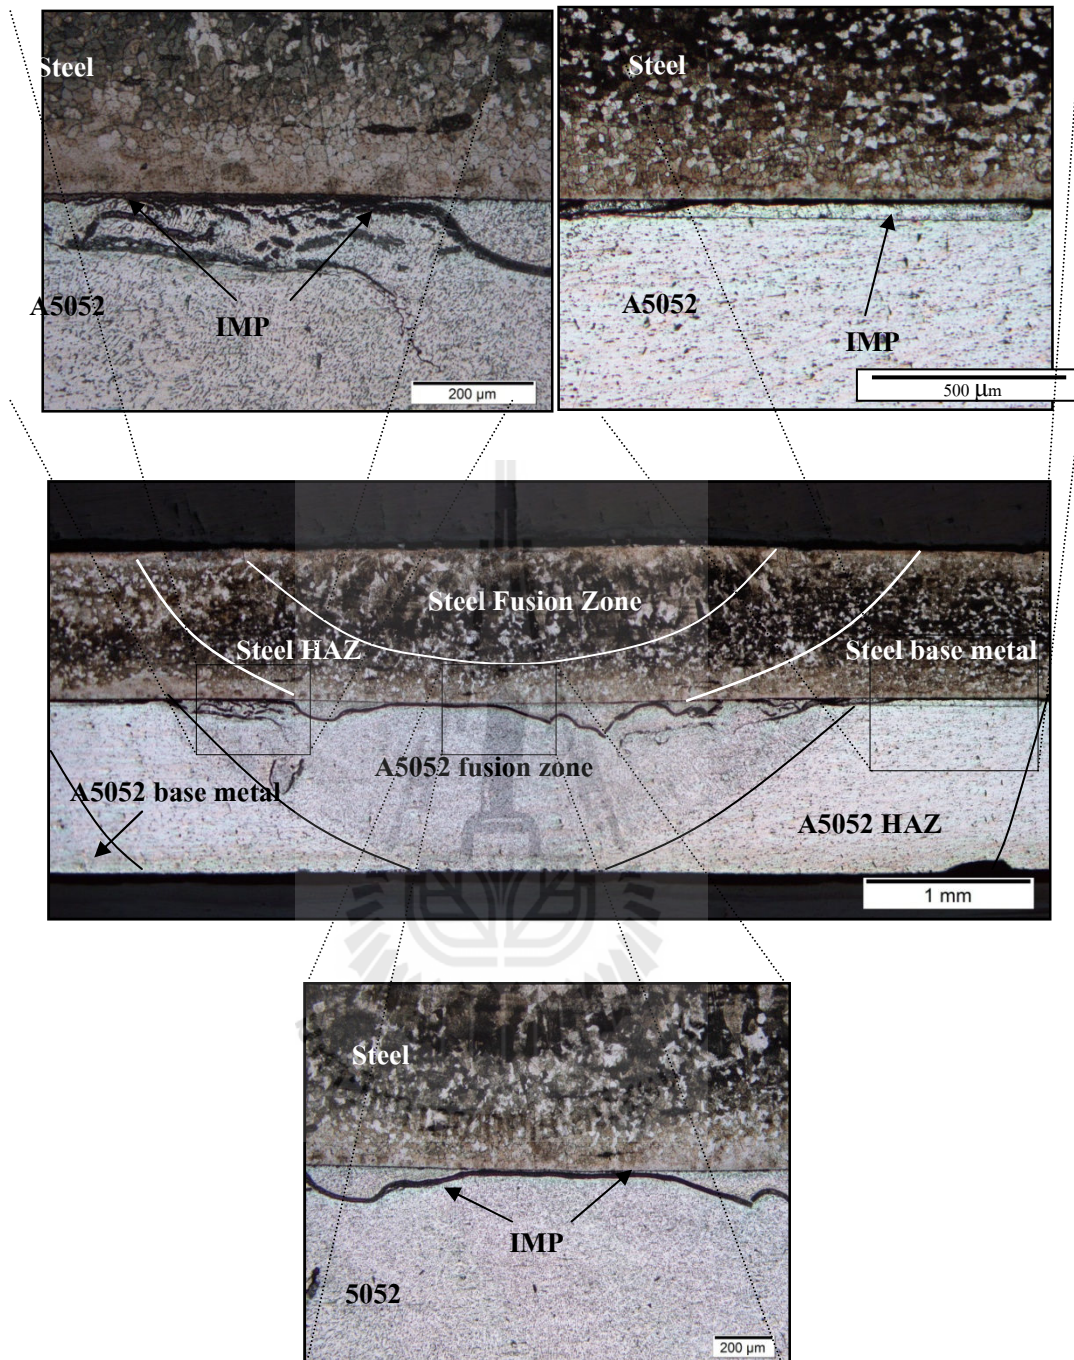 Steel
Steel
A5052
IMP
A5052
IMP
200 µm
500 µm
Steel Fusion Zone
Steel HAZ
Steel base metal
A5052 fusion zone
A5052 base metal
A5052 HAZ
1 mm
Steel
IMP
5052
200 µm